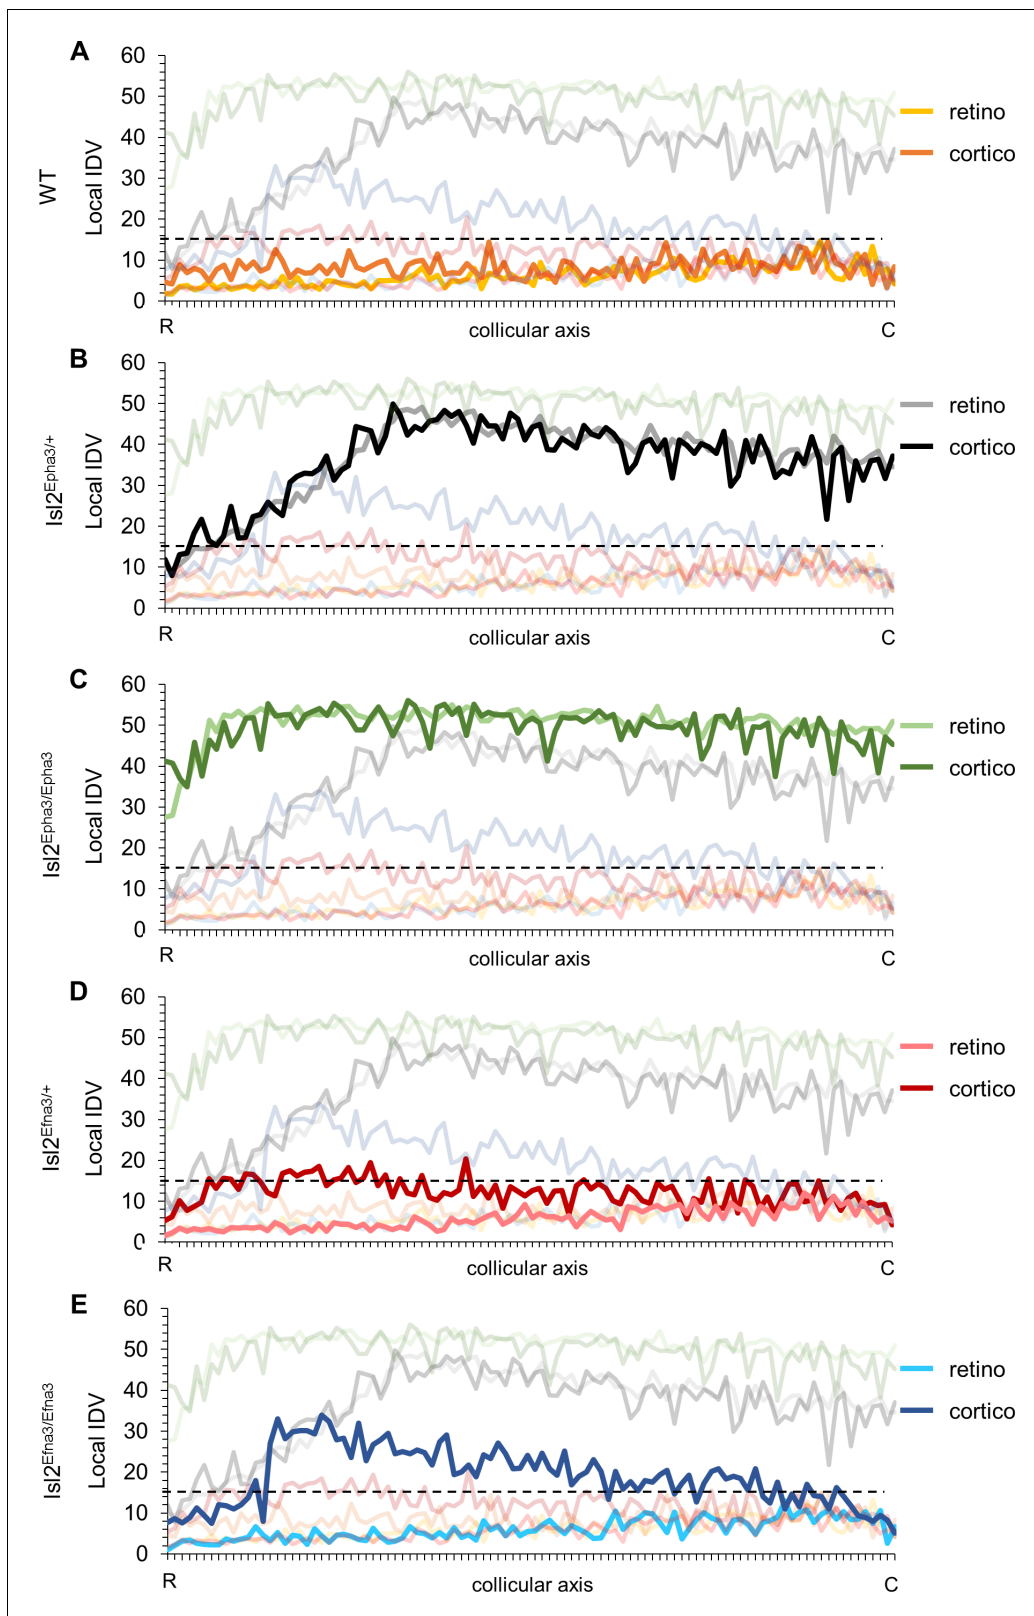 A
60
50
40
30
20
10
0
WT
Local IDV
retino
cortico
R
collicular axis
C
B
60
50
40
30
20
10
0
Isl2Epha3/+
Local IDV
retino
cortico
R
collicular axis
C
C
60
50
40
30
20
10
0
Isl2Epha3/Epha3
Local IDV
retino
cortico
R
collicular axis
C
D
60
50
40
30
20
10
0
Isl2Efna3/+
Local IDV
retino
cortico
R
collicular axis
C
E
60
50
40
30
20
10
0
Isl2Efna3/Efna3
Local IDV
retino
cortico
R
collicular axis
C